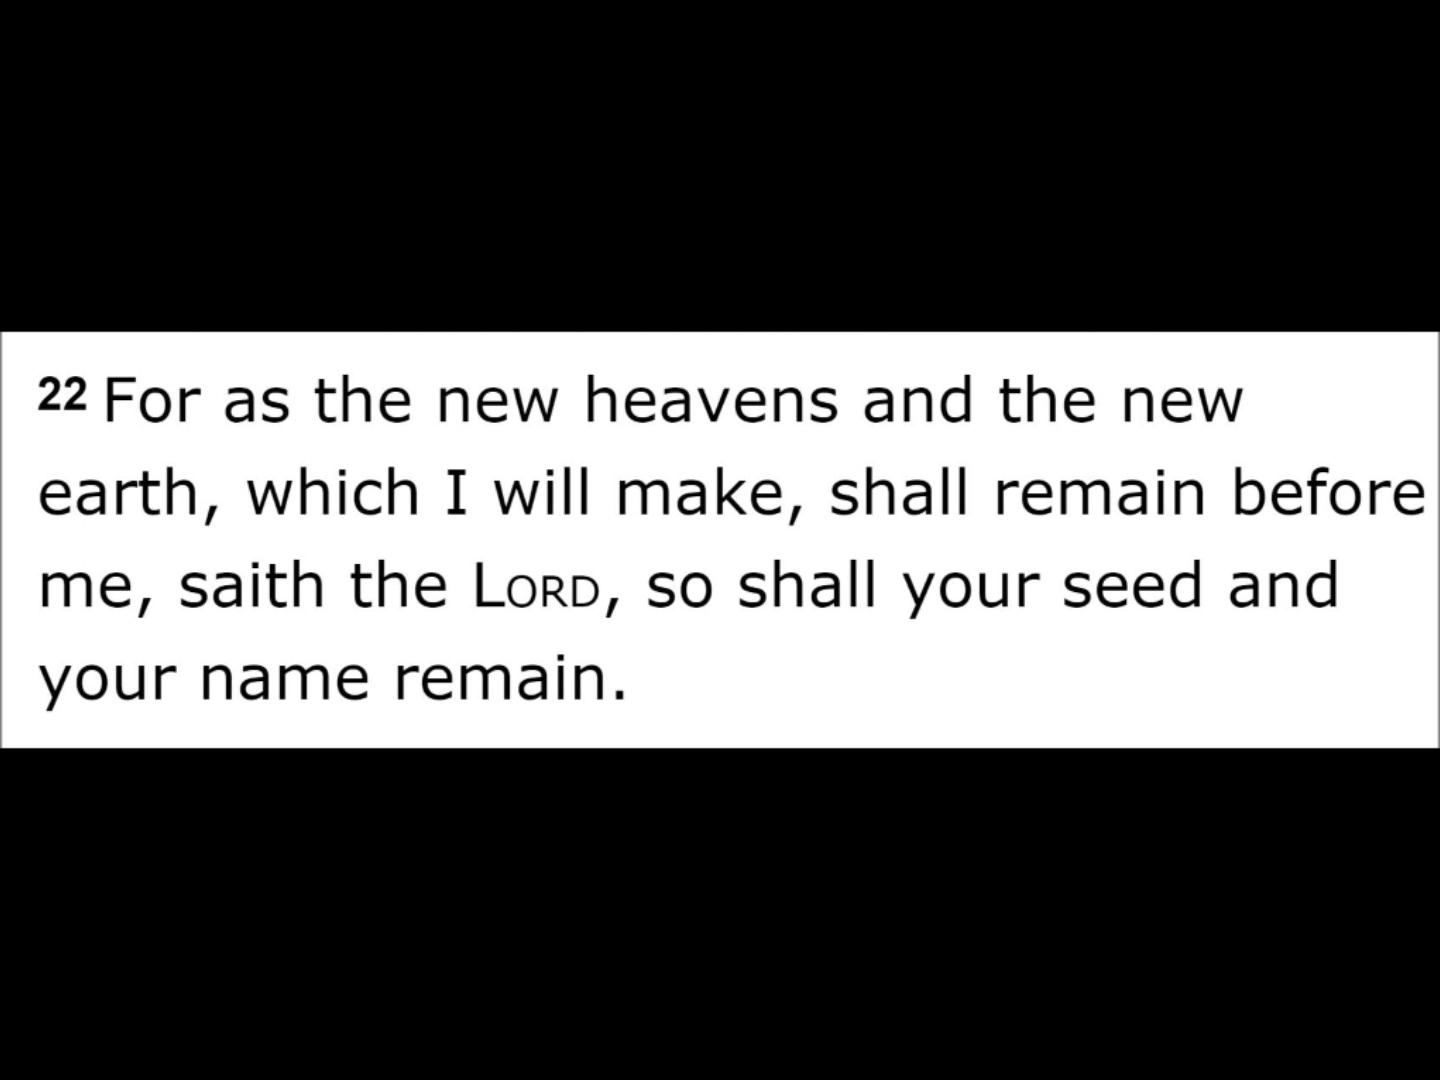 22 For as the new heavens and the new
earth, which I will make, shall remain before
me, saith the LORD, so shall your seed and
your name remain.